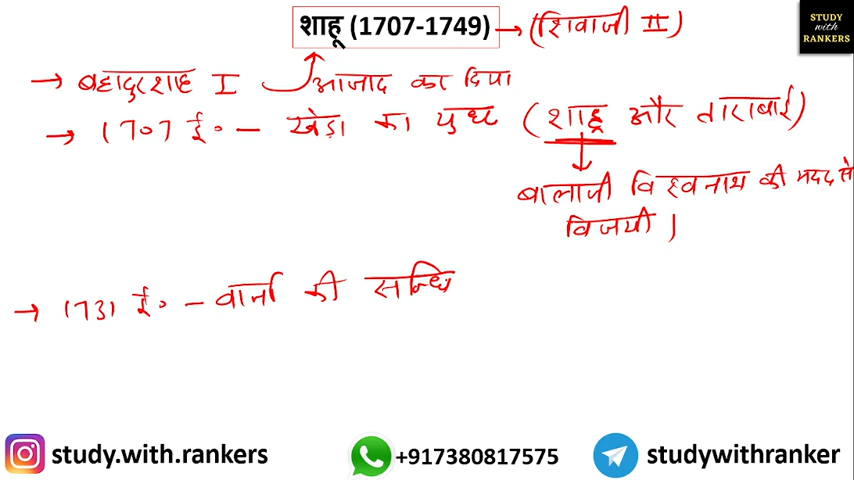 शाहू (1707-1749) → (शिवाजी II)
STUDY
with
RANKERS
→ बहादुरशाह I आजाद का दिया
→ 1707 ई० - खेड़ा का युध्द (शाहू और ताराबाई)
बालाजी विश्वनाथ की मदद से
विजयी।
→ 1731 ई० - वार्ना की सन्धि
study.with.rankers
+917380817575
studywithranker